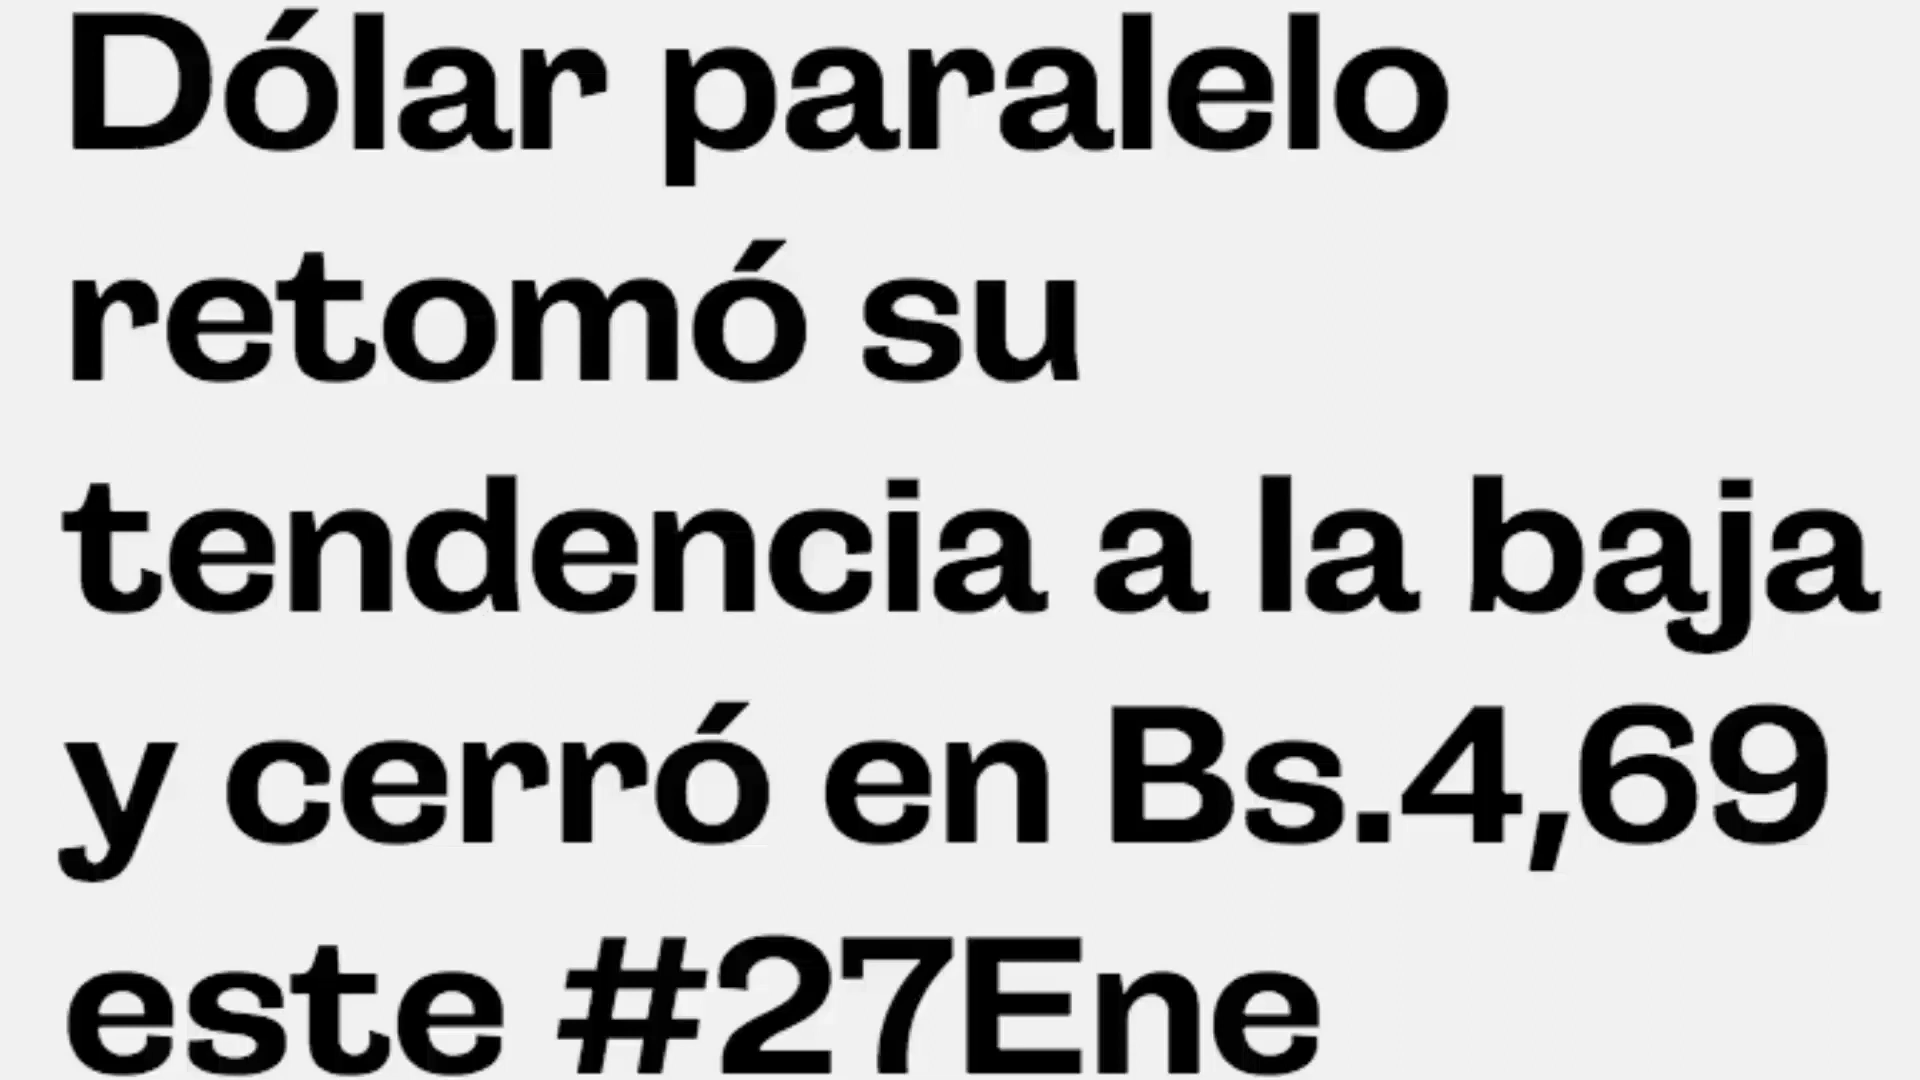 Dólar paralelo
retomó su
tendencia a la baja
y cerró en Bs.4,69
este #27Ene